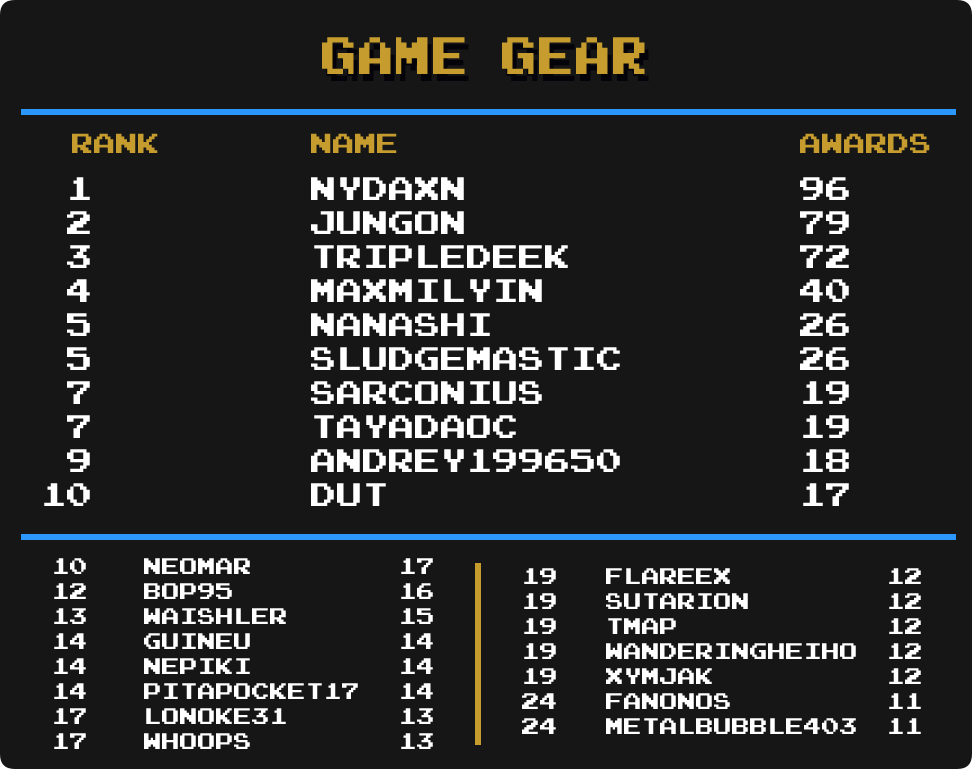 GAME GEAR
RANK NAME AWARDS
1 NYDAXN 96
2 JUNGON 79
3 TRIPLEDEEK 72
4 MAXMILYIN 40
5 NANASHI 26
5 SLUDGEMASTIC 26
7 SARCONIUS 19
7 TAYADAOC 19
9 ANDREY199650 18
10 DUT 17
10 NEOMAR 17
12 BOP95 16
13 WAISHLER 15
14 GUINEU 14
14 NEPIKI 14
14 PITAPOCKET17 14
17 LONOKE31 13
17 WHOOPS 13
19 FLAREEX 12
19 SUTARION 12
19 TMAP 12
19 WANDERINGHEIHO 12
19 XYMJAK 12
24 FANONOS 11
24 METALBUBBLE403 11